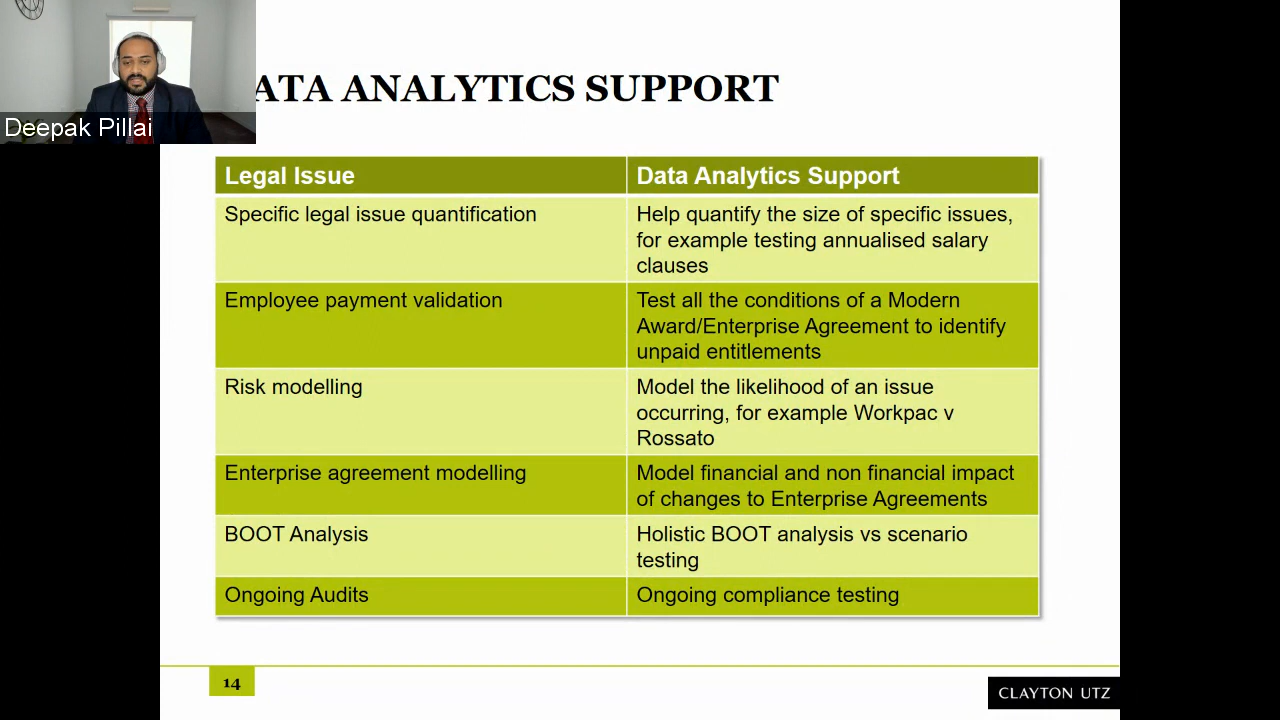 ATA ANALYTICS SUPPORT
Deepak Pillai
Legal Issue
Data Analytics Support
Specific legal issue quantification
Help quantify the size of specific issues,
for example testing annualised salary
clauses
Employee payment validation
Test all the conditions of a Modern
Award/Enterprise Agreement to identify
unpaid entitlements
Risk modelling
Model the likelihood of an issue
occurring, for example Workpac v
Rossato
Enterprise agreement modelling
Model financial and non financial impact
of changes to Enterprise Agreements
BOOT Analysis
Holistic BOOT analysis vs scenario
testing
Ongoing Audits
Ongoing compliance testing
14
CLAYTON UTZ